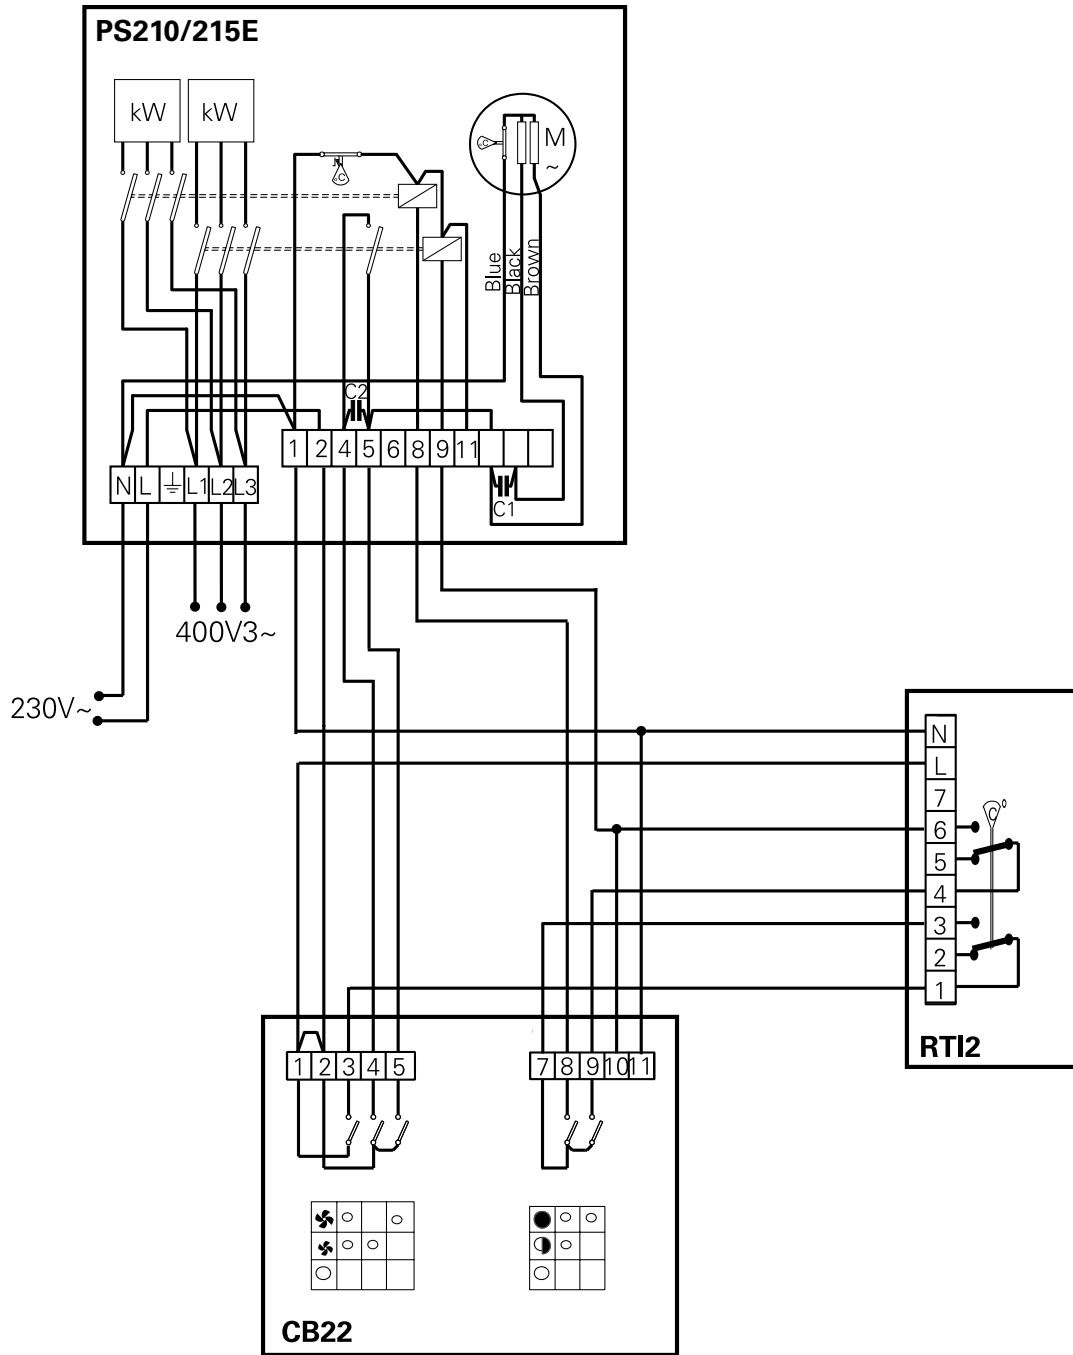 PS210/215E
kW kW
°C
°C M
~
Blue
Black
Brown
C2
1 2 4 5 6 8 9 11
N L L1 L2 L3
C1
400V3~
230V~
N
L
7
6
5
4
3
2
1
C°
RTI2
1 2 3 4 5
7 8 9 10 11
CB22